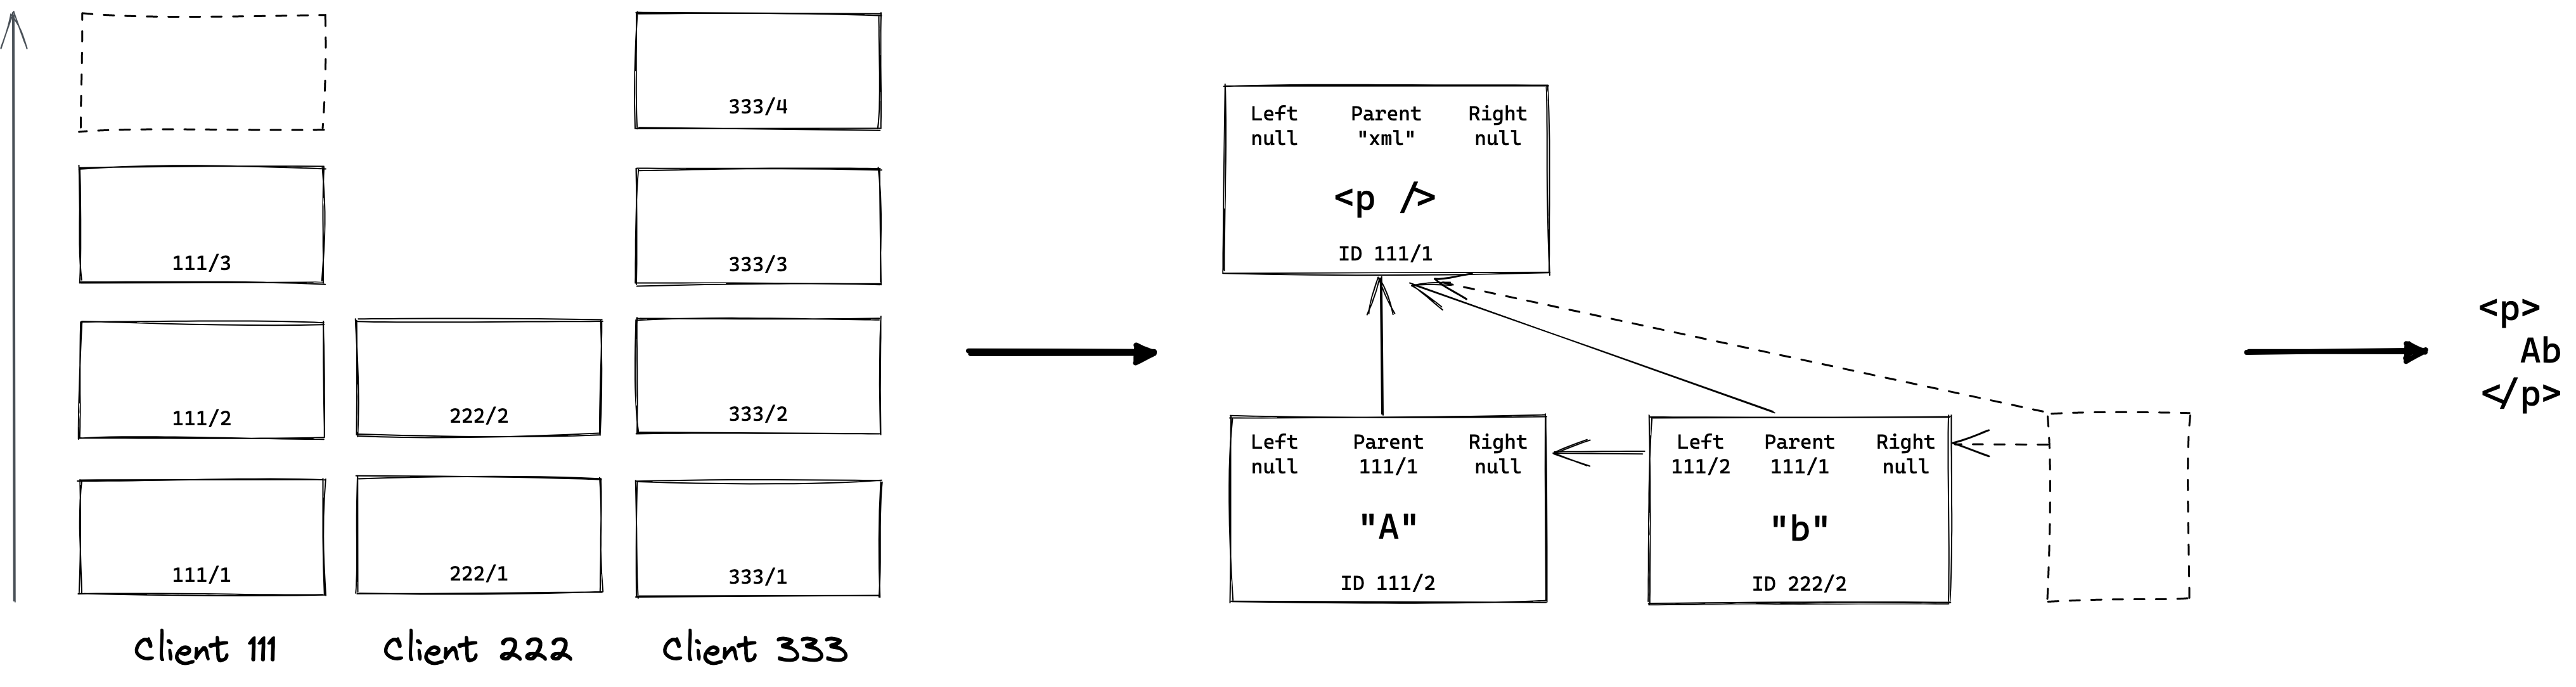 333/4
111/3
333/3
111/2
222/2
333/2
111/1
222/1
333/1
Client 111
Client 222
Client 333
Left Parent Right
null "xml" null
<p />
ID 111/1
Left Parent Right
null 111/1 null
"A"
ID 111/2
Left Parent Right
111/2 111/1 null
"b"
ID 222/2
<p>
Ab
</p>